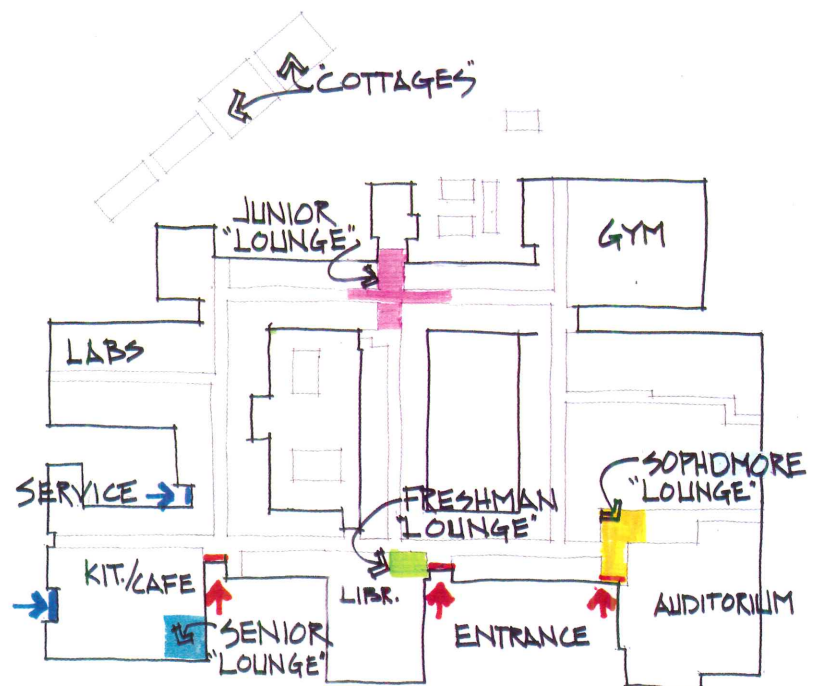 "COTTAGES"
JUNIOR
"LOUNGE"
GYM
LABS
SOPHOMORE
"LOUNGE"
SERVICE
FRESHMAN
"LOUNGE"
KIT./CAFE
LIBR.
AUDITORIUM
SENIOR
"LOUNGE"
ENTRANCE